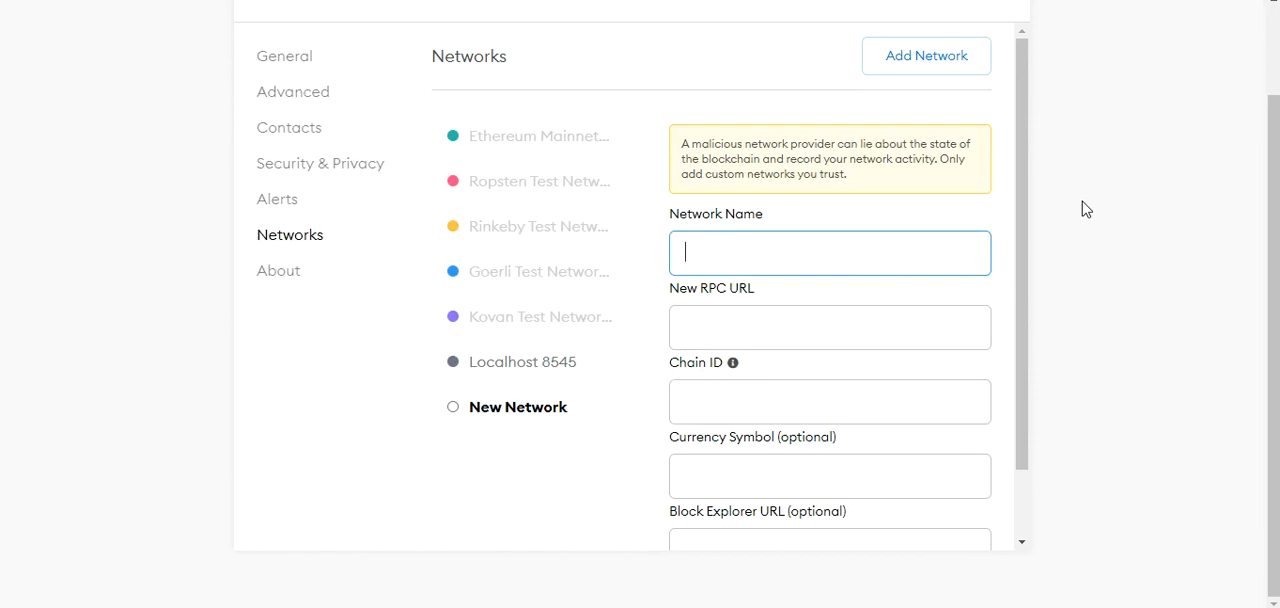 General
Advanced
Contacts
Security & Privacy
Alerts
Networks
About
Networks
Add Network
Ethereum Mainnet...
Ropsten Test Netw...
Rinkeby Test Netw...
Goerli Test Networ...
Kovan Test Networ...
Localhost 8545
New Network
A malicious network provider can lie about the state of
the blockchain and record your network activity. Only
add custom networks you trust.
Network Name
New RPC URL
Chain ID
Currency Symbol (optional)
Block Explorer URL (optional)